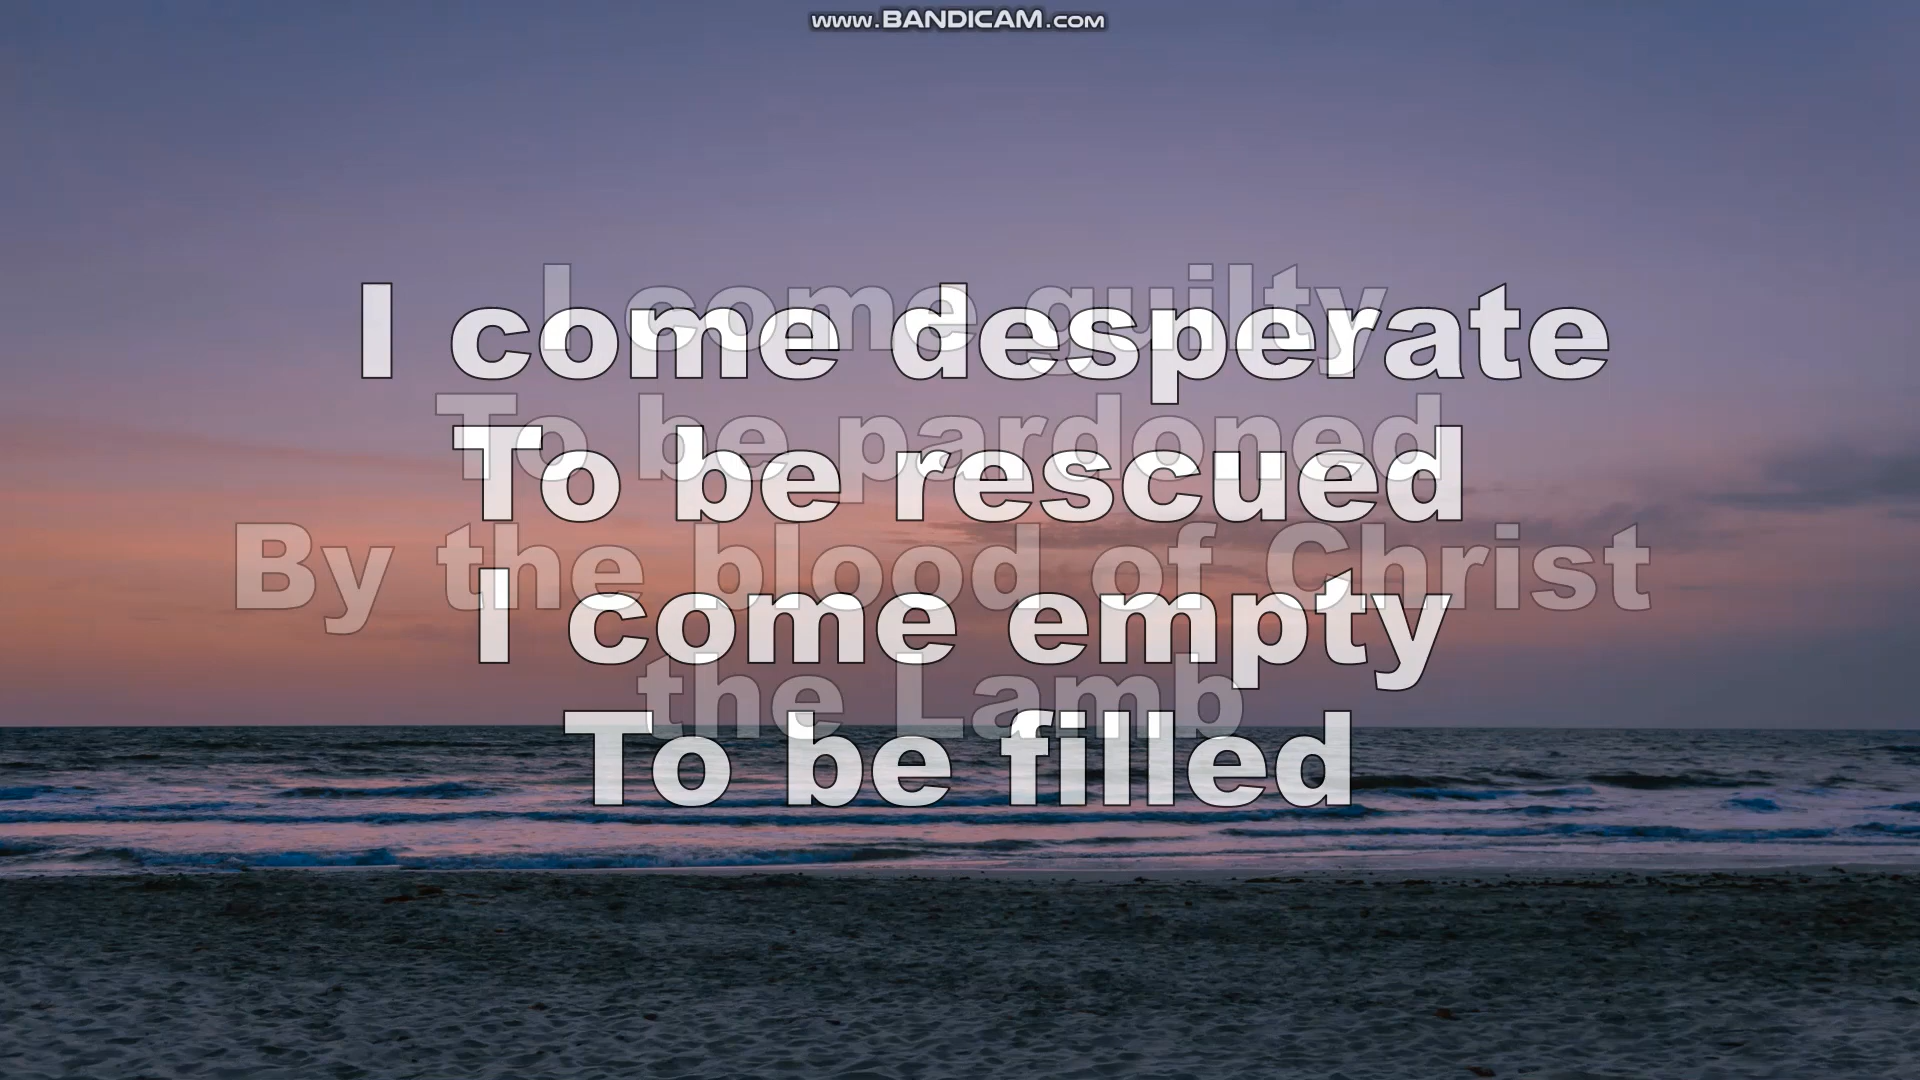 www.BANDICAM.com
I come desperate
To be rescued
I come empty
To be filled
I come guilty
To be pardoned
By the blood of Christ
the Lamb